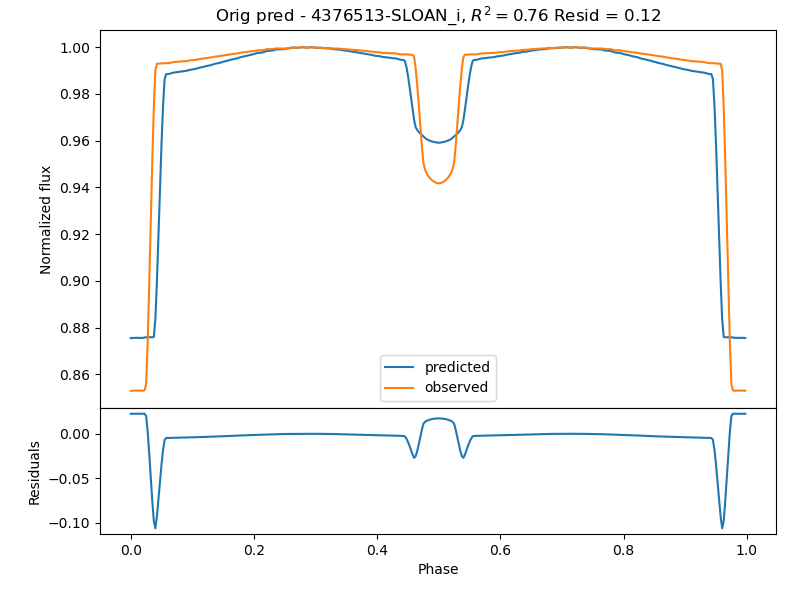 Orig pred - 4376513-SLOAN_i, R² = 0.76 Resid = 0.12
1.00
0.98
0.96
0.94
0.92
0.90
0.88
0.86
Normalized flux
predicted
observed
0.00
−0.05
−0.10
Residuals
0.0 0.2 0.4 0.6 0.8 1.0
Phase